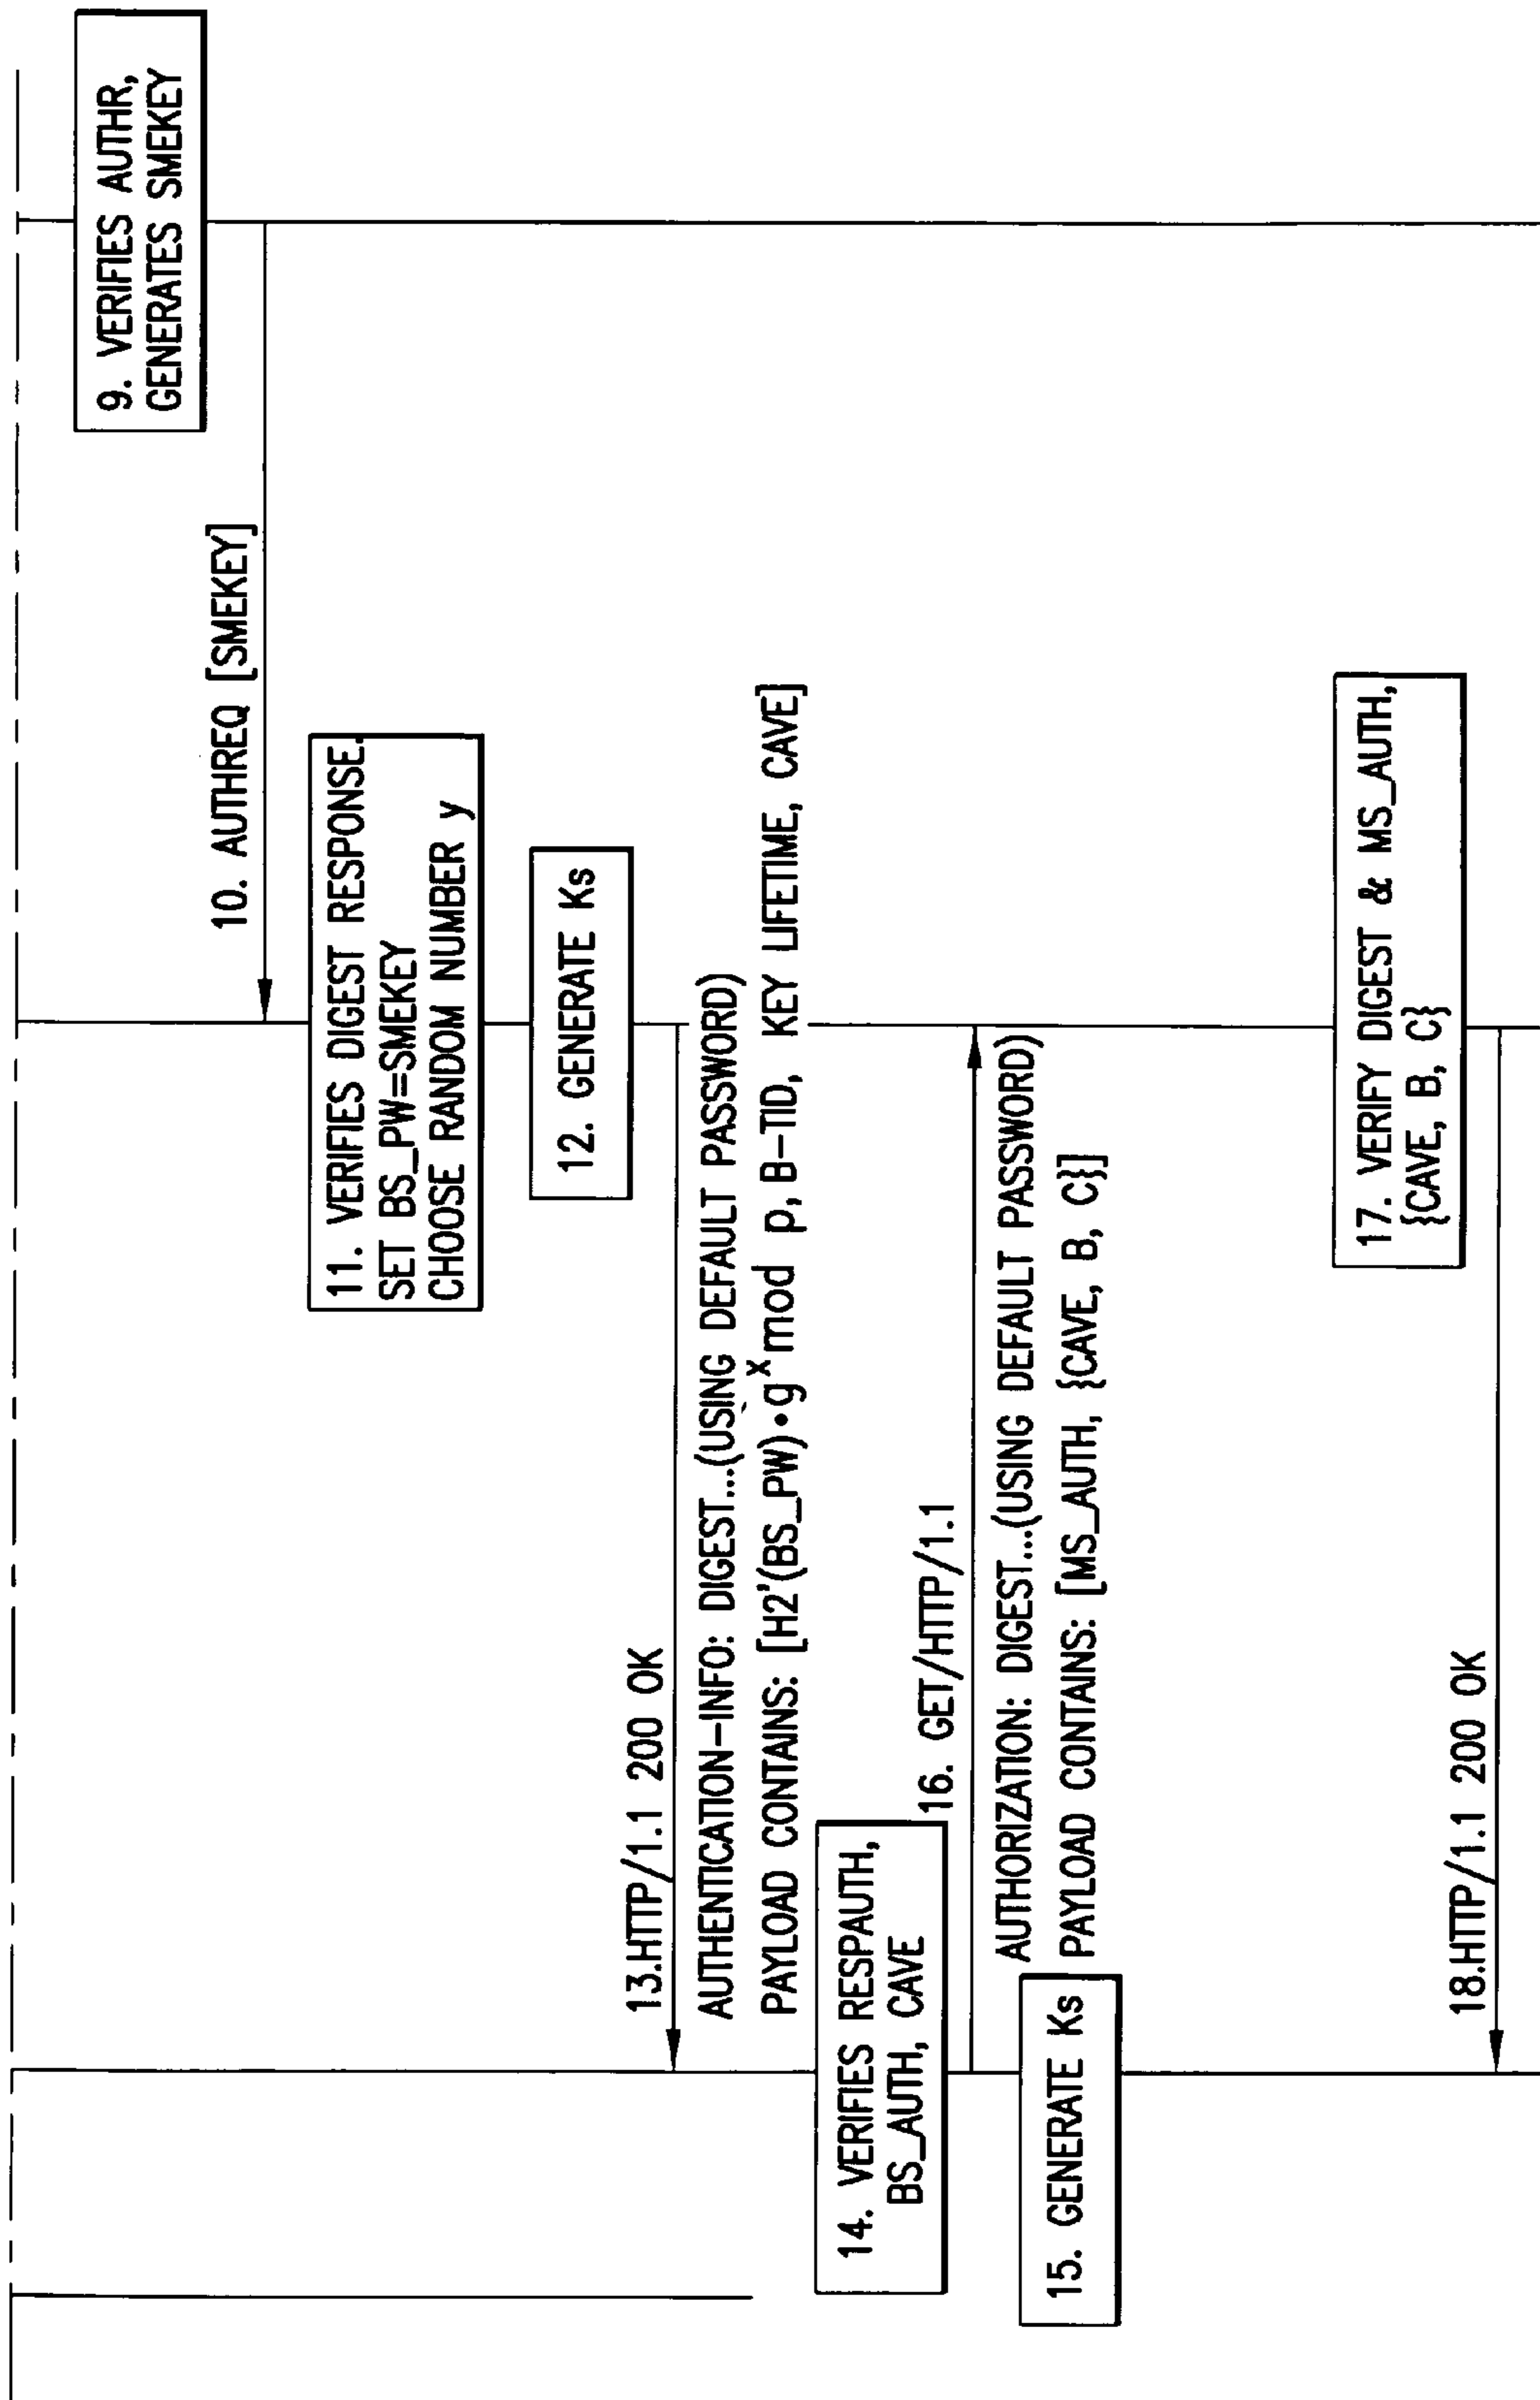 9. VERIFIES AUTHR,
GENERATES SMEKEY
10. AUTHREQ [SMEKEY]
11. VERIFIES DIGEST RESPONSE.
SET BS_PW=SMEKEY
CHOOSE RANDOM NUMBER y
12. GENERATE Ks
13.HTTP/1.1 200 OK
AUTHENTICATION-INFO: DIGEST...(USING DEFAULT PASSWORD)
PAYLOAD CONTAINS: [H2'(BS_PW)•g^x mod p, B-TID, KEY LIFETIME, CAVE]
14. VERIFIES RESPAUTH,
BS_AUTH, CAVE
16. GET/HTTP/1.1
AUTHORIZATION: DIGEST...(USING DEFAULT PASSWORD)
15. GENERATE Ks
PAYLOAD CONTAINS: [MS_AUTH, {CAVE, B, C}]
17. VERIFY DIGEST & MS_AUTH,
{CAVE, B, C}
18.HTTP/1.1 200 OK